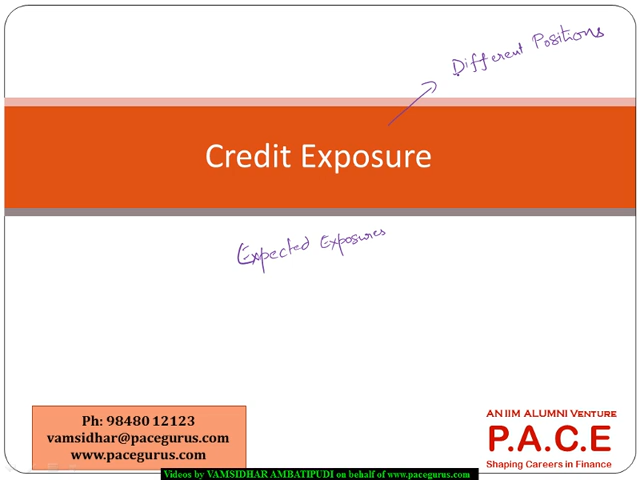 Different Positions
Credit Exposure
Expected Exposures
Ph: 98480 12123
vamsidhar@pacegurus.com
www.pacegurus.com
AN IIM ALUMNI VENTURE
P.A.C.E
Shaping Careers in Finance
Videos by VAMSIDHAR AMBATIPUDI on behalf of www.pacegurus.com